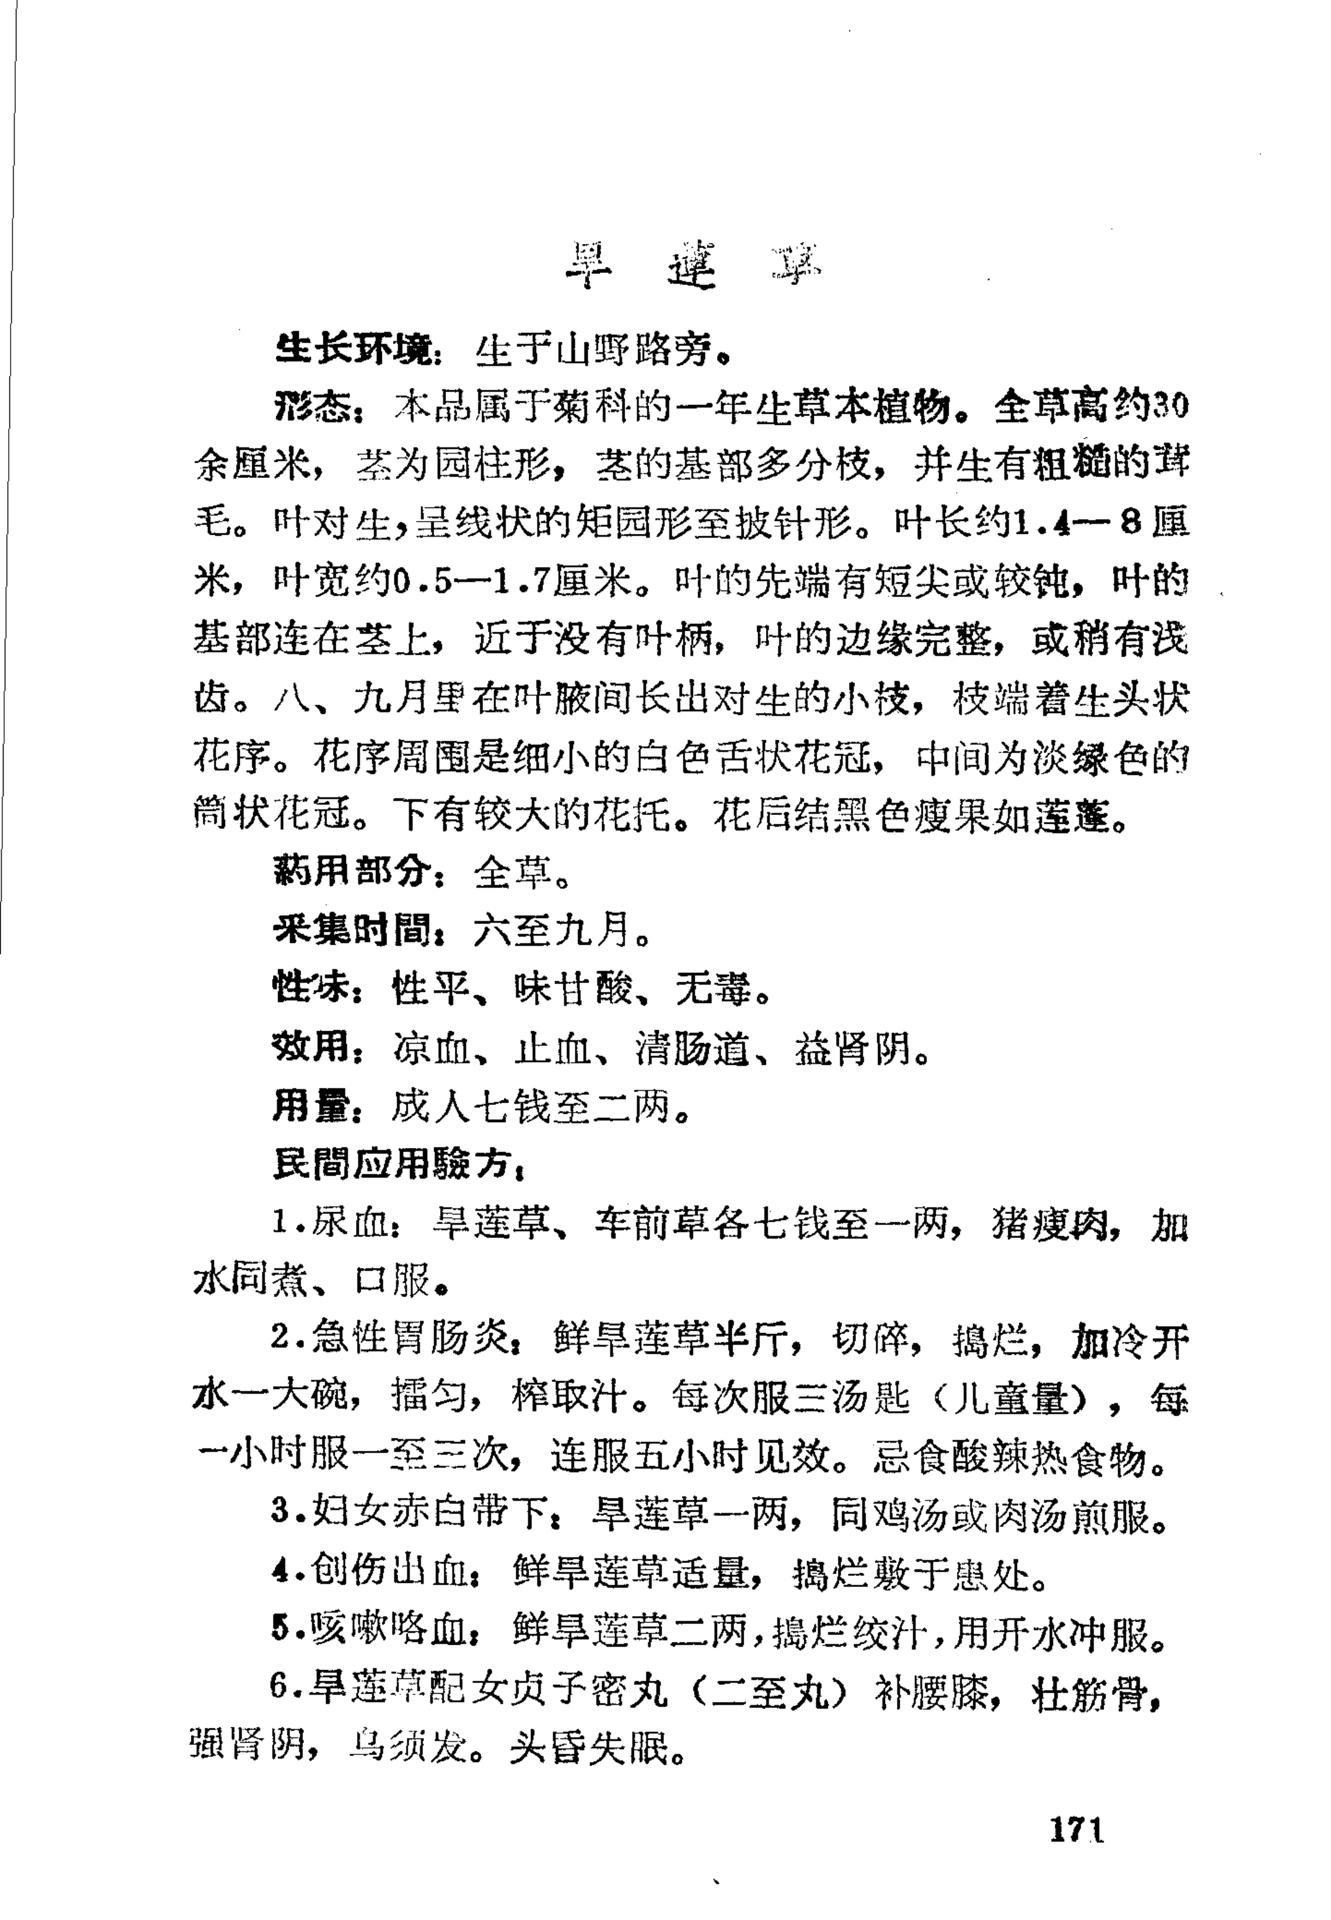 旱蓮草
生长环境：生于山野路旁。
形态：本品属于菊科的一年生草本植物。全草高约30
余厘米，茎为园柱形，茎的基部多分枝，并生有粗糙的茸
毛。叶对生，呈线状的矩园形至披针形。叶长约1.4—8厘
米，叶宽约0.5—1.7厘米。叶的先端有短尖或较钝，叶的
基部连在茎上，近于没有叶柄，叶的边缘完整，或稍有浅
齿。八、九月里在叶腋间长出对生的小枝，枝端着生头状
花序。花序周围是细小的白色舌状花冠，中间为淡绿色的
筒状花冠。下有较大的花托。花后结黑色瘦果如莲蓬。
葯用部分：全草。
采集时間：六至九月。
性味：性平、味甘酸、无毒。
效用：凉血、止血、清肠道、益肾阴。
用量：成人七钱至二两。
民間应用驗方：
1.尿血：旱莲草、车前草各七钱至一两，猪瘦肉，加
水同煮、口服。
2.急性胃肠炎：鲜旱莲草半斤，切碎，捣烂，加冷开
水一大碗，擂匀，榨取汁。每次服三汤匙（儿童量），每
一小时服一至三次，连服五小时见效。忌食酸辣热食物。
3.妇女赤白带下：旱莲草一两，同鸡汤或肉汤煎服。
4.创伤出血：鲜旱莲草适量，捣烂敷于患处。
5.咳嗽咯血：鲜旱莲草二两，捣烂绞汁，用开水冲服。
6.旱莲草配女贞子密丸（二至丸）补腰膝，壮筋骨，
强肾阴，乌须发。头昏失眠。
171